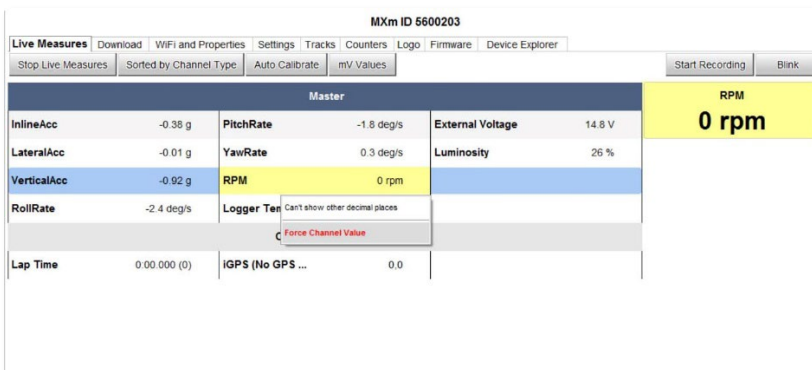 MXm ID 5600203
Live Measures Download WiFi and Properties Settings Tracks Counters Logo Firmware Device Explorer
Stop Live Measures Sorted by Channel Type Auto Calibrate mV Values Start Recording Blink
Master RPM
0 rpm
InlineAcc -0.38 g PitchRate -1.8 deg/s External Voltage 14.8 V
LateralAcc -0.01 g YawRate 0.3 deg/s Luminosity 26 %
VerticalAcc -0.92 g RPM 0 rpm
RollRate -2.4 deg/s Logger Tem
Can't show other decimal places
Force Channel Value
Lap Time 0:00.000 (0) iGPS (No GPS ... 0,0